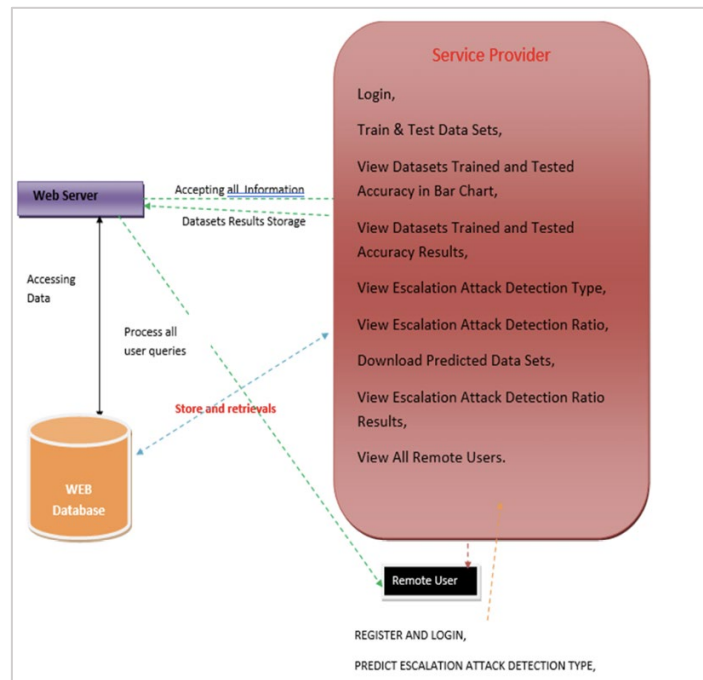 Service Provider
Login,
Train & Test Data Sets,
View Datasets Trained and Tested
Accuracy in Bar Chart,
View Datasets Trained and Tested
Accuracy Results,
View Escalation Attack Detection Type,
View Escalation Attack Detection Ratio,
Download Predicted Data Sets,
View Escalation Attack Detection Ratio
Results,
View All Remote Users.
Web Server
Accepting all Information
Datasets Results Storage
Accessing
Data
Process all
user queries
Store and retrievals
WEB
Database
Remote User
REGISTER AND LOGIN,
PREDICT ESCALATION ATTACK DETECTION TYPE,